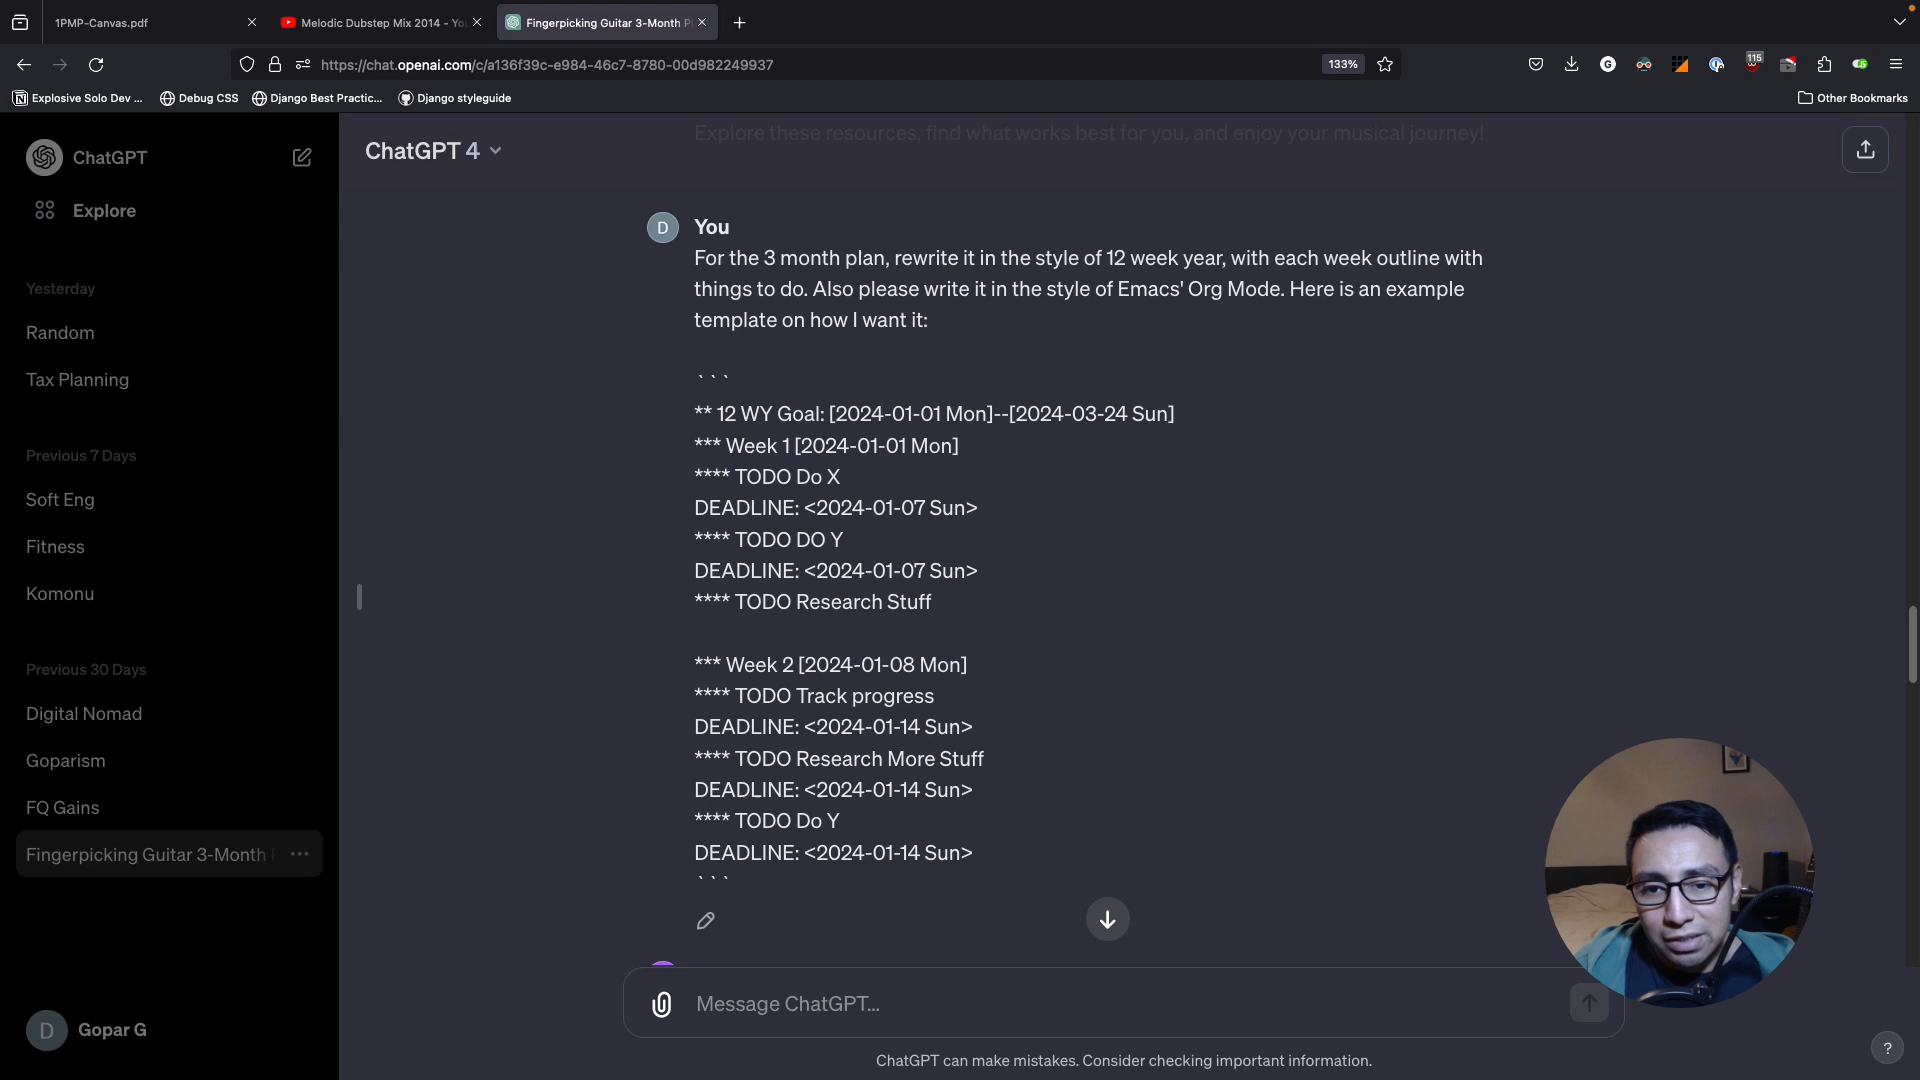 1PMP-Canvas.pdf
Melodic Dubstep Mix 2014 - Yo
Fingerpicking Guitar 3-Month P
https://chat.openai.com/c/a136f39c-e984-46c7-8780-00d982249937
133%
115
Explosive Solo Dev ...
Debug CSS
Django Best Practic...
Django styleguide
Other Bookmarks
ChatGPT
Explore
Yesterday
Random
Tax Planning
Previous 7 Days
Soft Eng
Fitness
Komonu
Previous 30 Days
Digital Nomad
Goparism
FQ Gains
Fingerpicking Guitar 3-Month
D
Gopar G
Explore these resources, find what works best for you, and enjoy your musical journey!
ChatGPT 4
D
You
For the 3 month plan, rewrite it in the style of 12 week year, with each week outline with
things to do. Also please write it in the style of Emacs' Org Mode. Here is an example
template on how I want it:
```
** 12 WY Goal: [2024-01-01 Mon]--[2024-03-24 Sun]
*** Week 1 [2024-01-01 Mon]
**** TODO Do X
DEADLINE: <2024-01-07 Sun>
**** TODO DO Y
DEADLINE: <2024-01-07 Sun>
**** TODO Research Stuff
*** Week 2 [2024-01-08 Mon]
**** TODO Track progress
DEADLINE: <2024-01-14 Sun>
**** TODO Research More Stuff
DEADLINE: <2024-01-14 Sun>
**** TODO Do Y
DEADLINE: <2024-01-14 Sun>
```
Message ChatGPT...
ChatGPT can make mistakes. Consider checking important information.
?